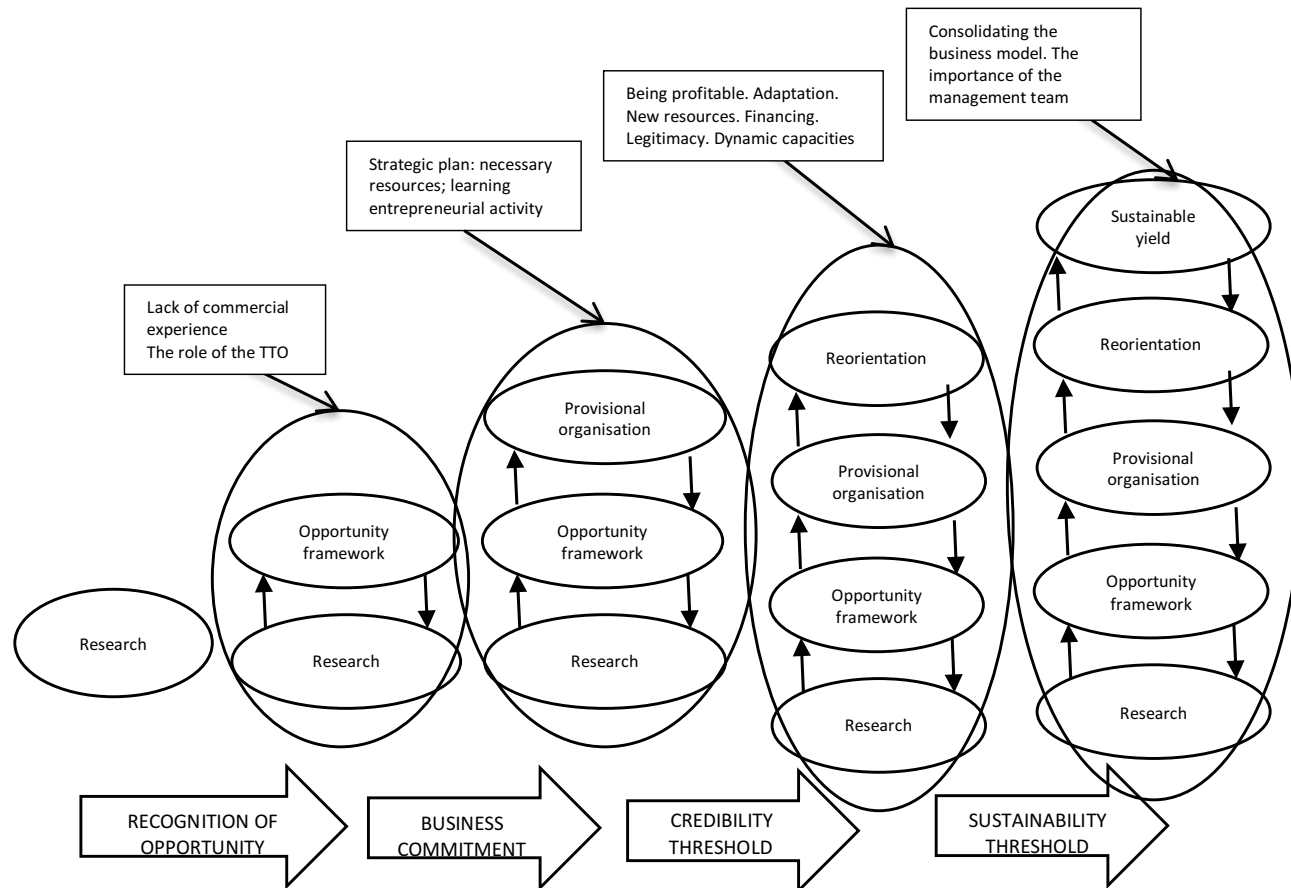 Consolidating the
business model. The
importance of the
management team
Being profitable. Adaptation.
New resources. Financing.
Legitimacy. Dynamic capacities
Strategic plan: necessary
resources; learning
entrepreneurial activity
Lack of commercial
experience
The role of the TTO
Research
Opportunity
framework
Research
Provisional
organisation
Opportunity
framework
Research
Reorientation
Provisional
organisation
Opportunity
framework
Research
Sustainable
yield
Reorientation
Provisional
organisation
Opportunity
framework
Research
RECOGNITION OF
OPPORTUNITY
BUSINESS
COMMITMENT
CREDIBILITY
THRESHOLD
SUSTAINABILITY
THRESHOLD